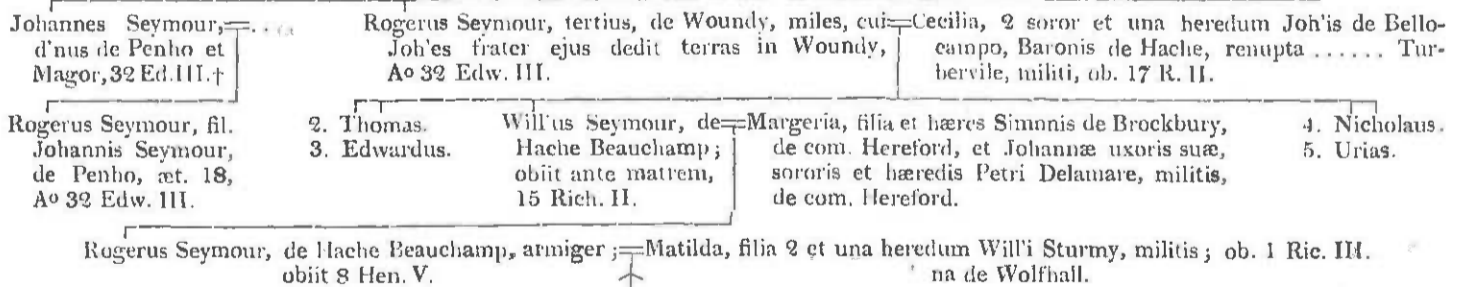 Johannes Seymour,
d'nus de Penho et
Magor, 32 Ed. III.†
Rogerus Seymour, tertius, de Woundy, miles, cui
Joh'es frater ejus dedit terras in Woundy,
Ao 32 Edw. III.
Cecilia, 2 soror et una heredum Joh'is de Bello-
campo, Baronis de Hache, renupta ...... Tur-
bervile, militi, ob. 17 R. II.
Rogerus Seymour, fil.
Johannis Seymour,
de Penho, æt. 18,
Ao 32 Edw. III.
2. Thomas.
3. Edwardus.
Will'us Seymour, de
Hache Beauchamp;
obiit ante matrem,
15 Rich. II.
Margeria, filia et hæres Simonis de Brockbury,
de com. Hereford, et Johannæ uxoris suæ,
sororis et hæredis Petri Delamare, militis,
de com. Hereford.
4. Nicholaus.
5. Urias.
Rogerus Seymour, de Hache Beauchamp, armiger;
obiit 8 Hen. V.
Matilda, filia 2 et una heredum Will'i Sturmy, militis; ob. 1 Ric. III.
na de Wolfhall.